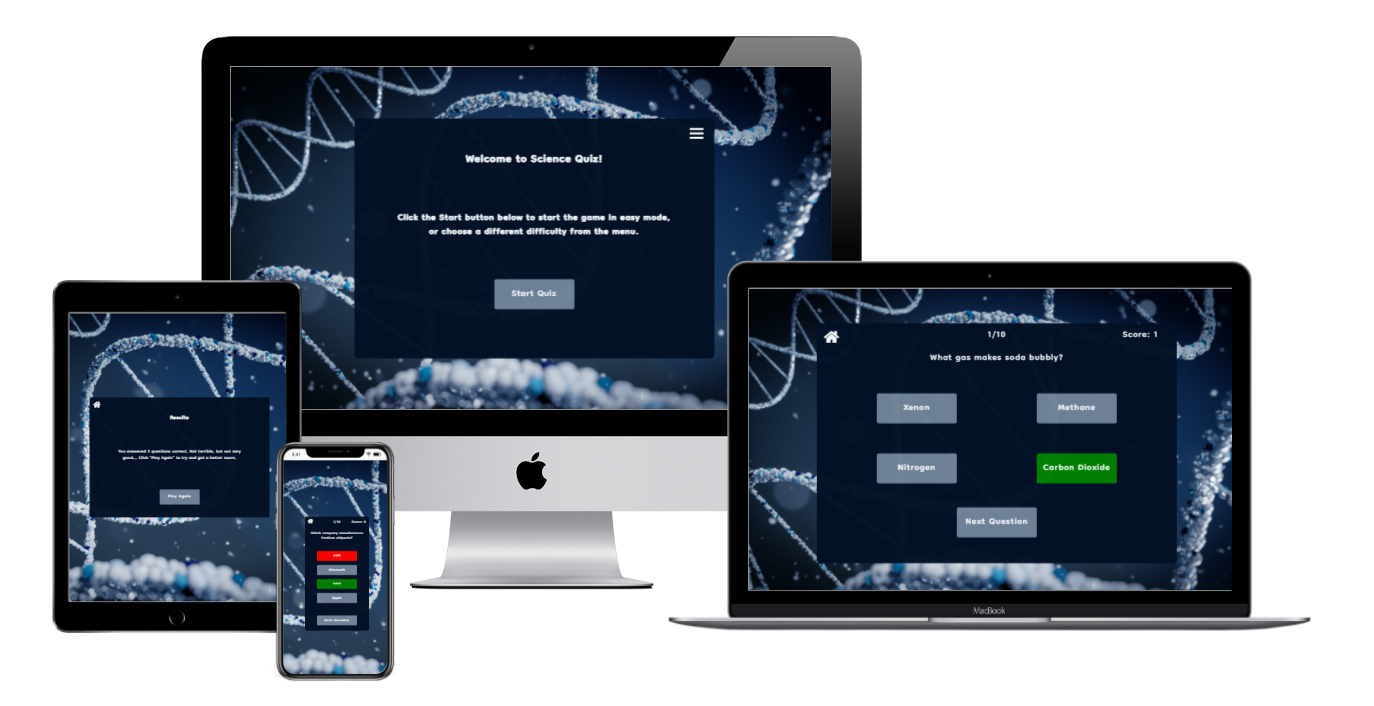 Welcome to Science Quiz!
Click the Start button below to start the game in easy mode,
or choose a different difficulty from the menu.
Start Quiz
1/10
Score: 1
What gas makes soda bubbly?
Xenon
Methane
Nitrogen
Carbon Dioxide
Next Question
MacBook
Results
You answered 2 questions correct. Not terrible, but not very
good... Click "Play Again" to try and get a better score.
Play Again
9:41
1/10
Score: 0
Which company manufactures
Pentium chipsets?
Microsoft
Intel
Apple
Next Question